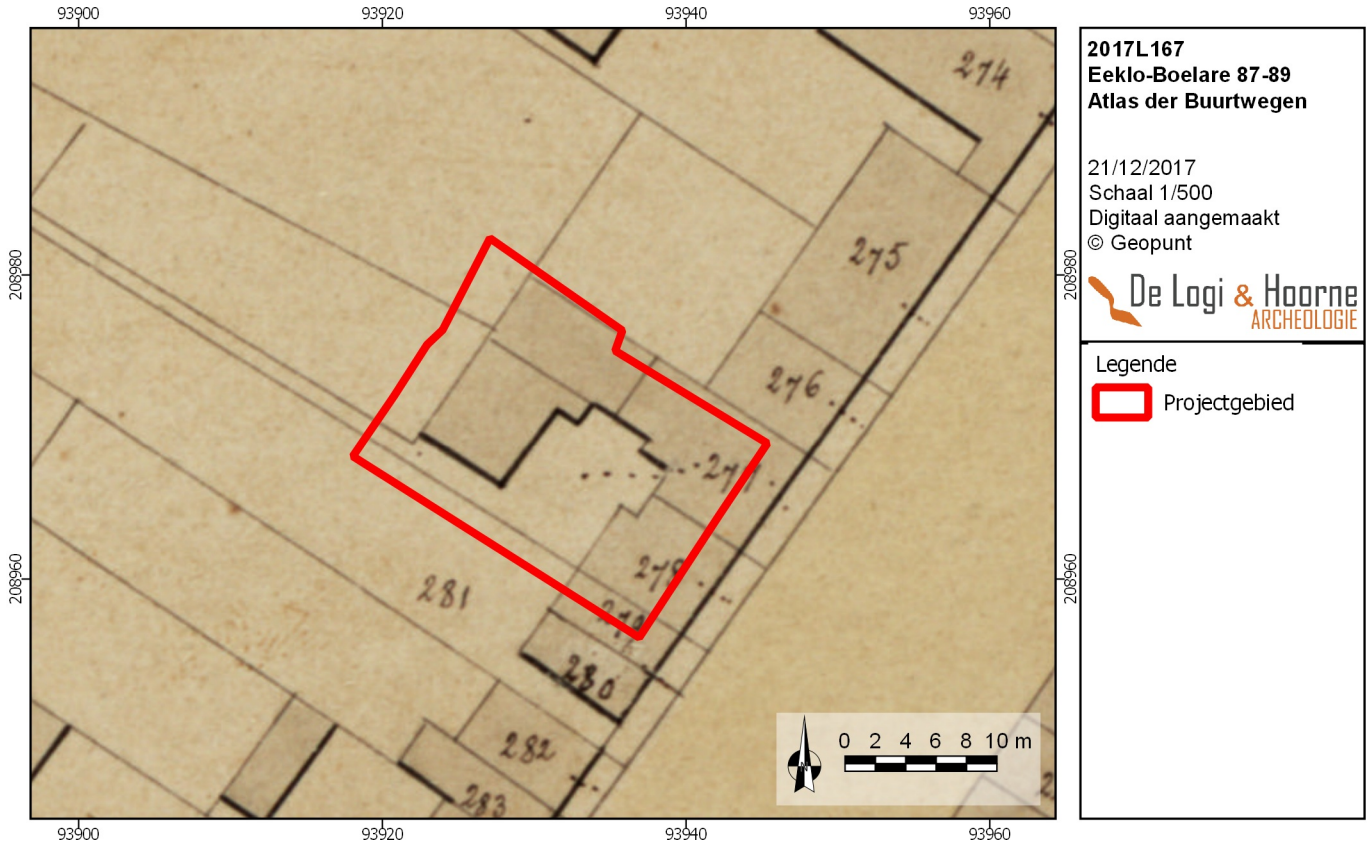 93900 93920 93940 93960
208980 208980
208960 208960
93900 93920 93940 93960
274
275
276
277
278
279
280
281
282
283
0 2 4 6 8 10 m
N
2017L167
Eeklo-Boelare 87-89
Atlas der Buurtwegen
21/12/2017
Schaal 1/500
Digitaal aangemaakt
© Geopunt
De Logi & Hoorne
ARCHEOLOGIE
Legende
Projectgebied